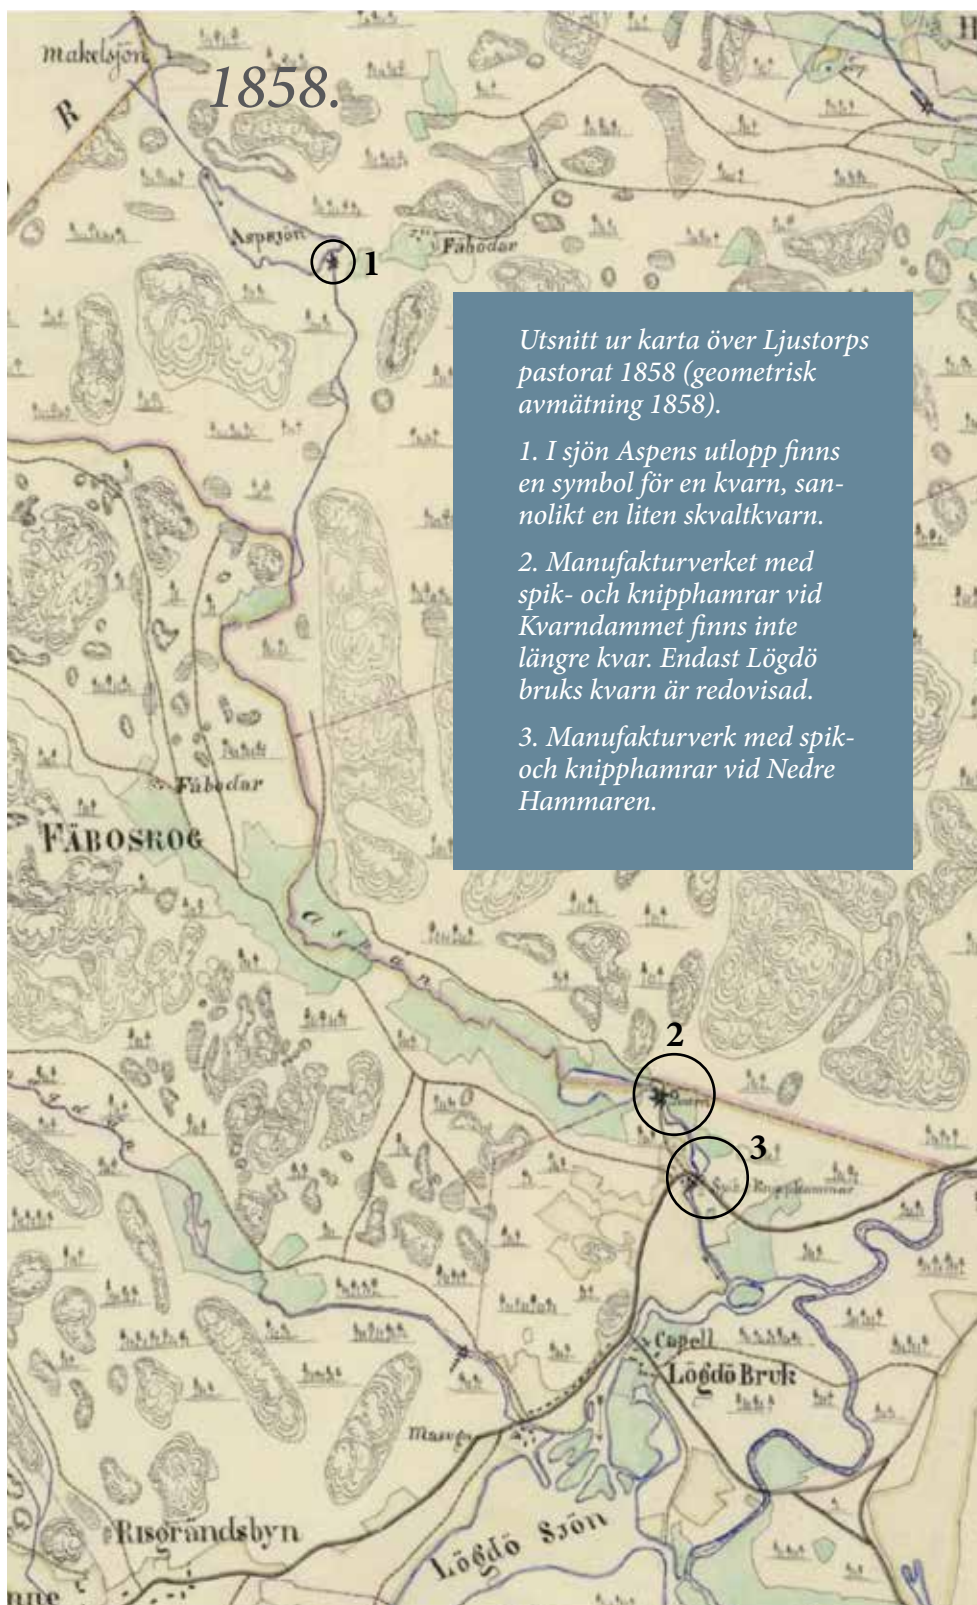 Makelsjön
1858.
R
Aspsjön
1
Fäbodar
Utsnitt ur karta över Ljustorps
pastorat 1858 (geometrisk
avmätning 1858).
1. I sjön Aspens utlopp finns
en symbol för en kvarn, san-
nolikt en liten skvaltkvarn.
2. Manufakturverket med
spik- och knipphamrar vid
Kvarndammet finns inte
längre kvar. Endast Lögdö
bruks kvarn är redovisad.
3. Manufakturverk med spik-
och knipphamrar vid Nedre
Hammaren.
Fäbodar
FÄBOSKOG
a s å n
2
3
Spik o Knipphammar
Capell
Lögdö Bruk
Risgrändsbyn
Lögdö Sjön